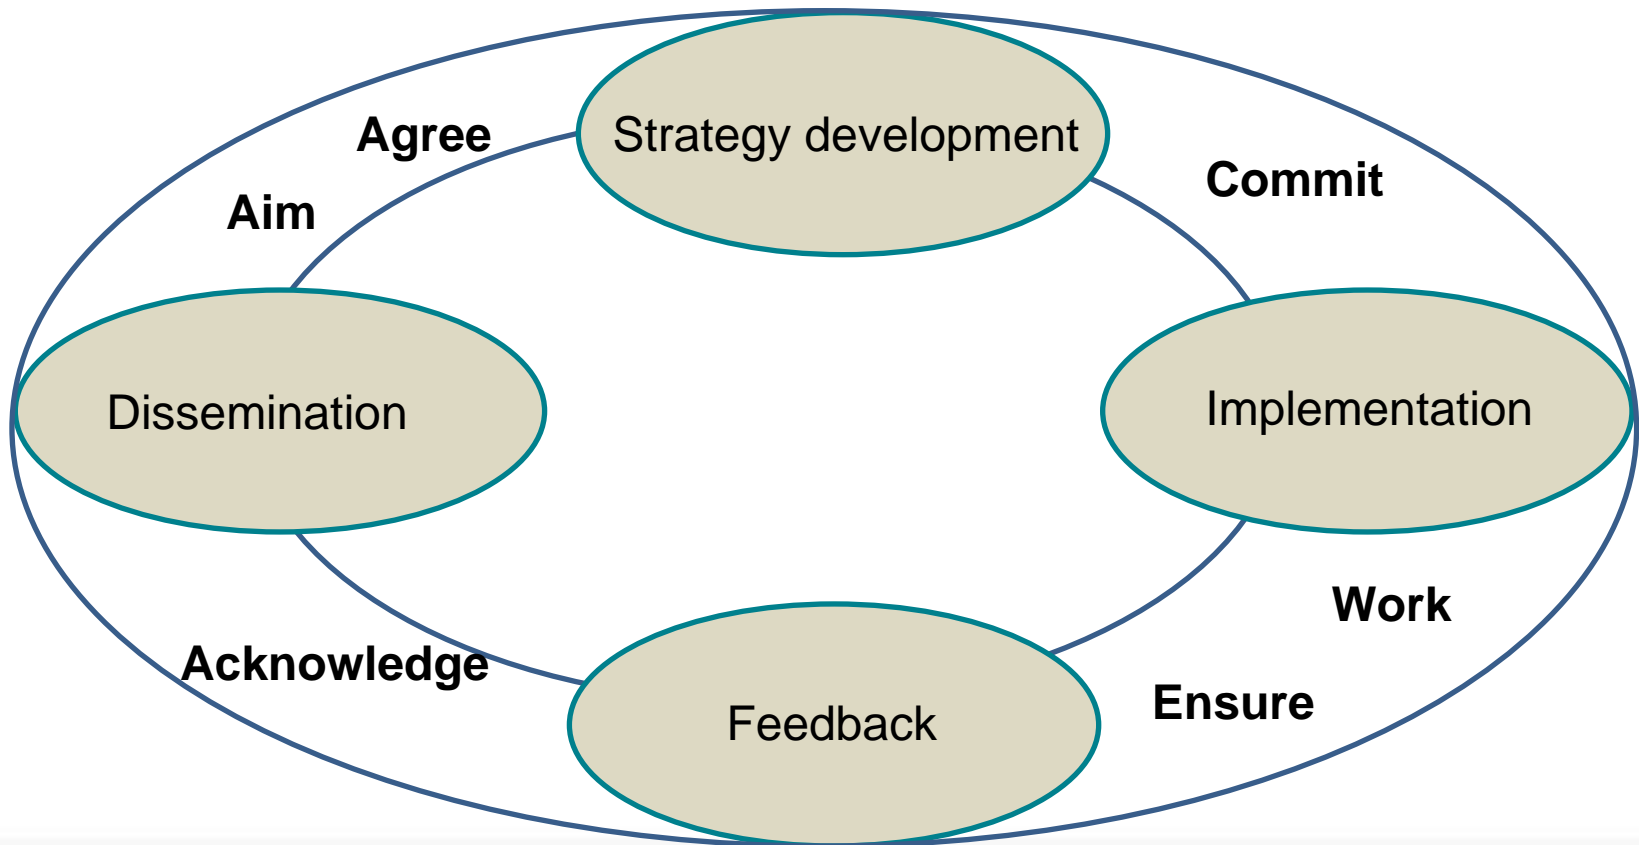 Strategy development
Agree
Commit
Aim
Dissemination
Implementation
Work
Acknowledge
Ensure
Feedback